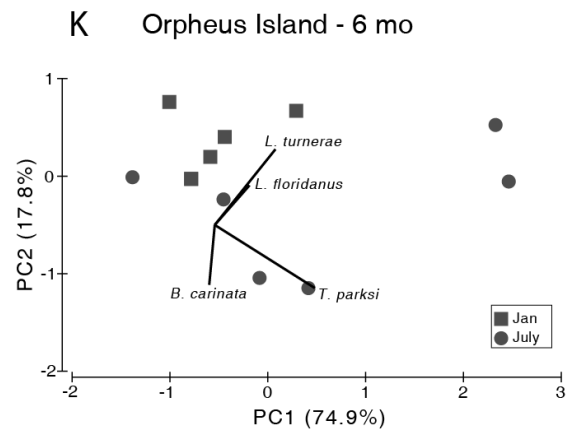 K Orpheus Island - 6 mo
1
0
-1
-2
PC2 (17.8%)
L. turnerae
L. floridanus
B. carinata
T. parksi
Jan
July
-2 -1 0 1 2 3
PC1 (74.9%)